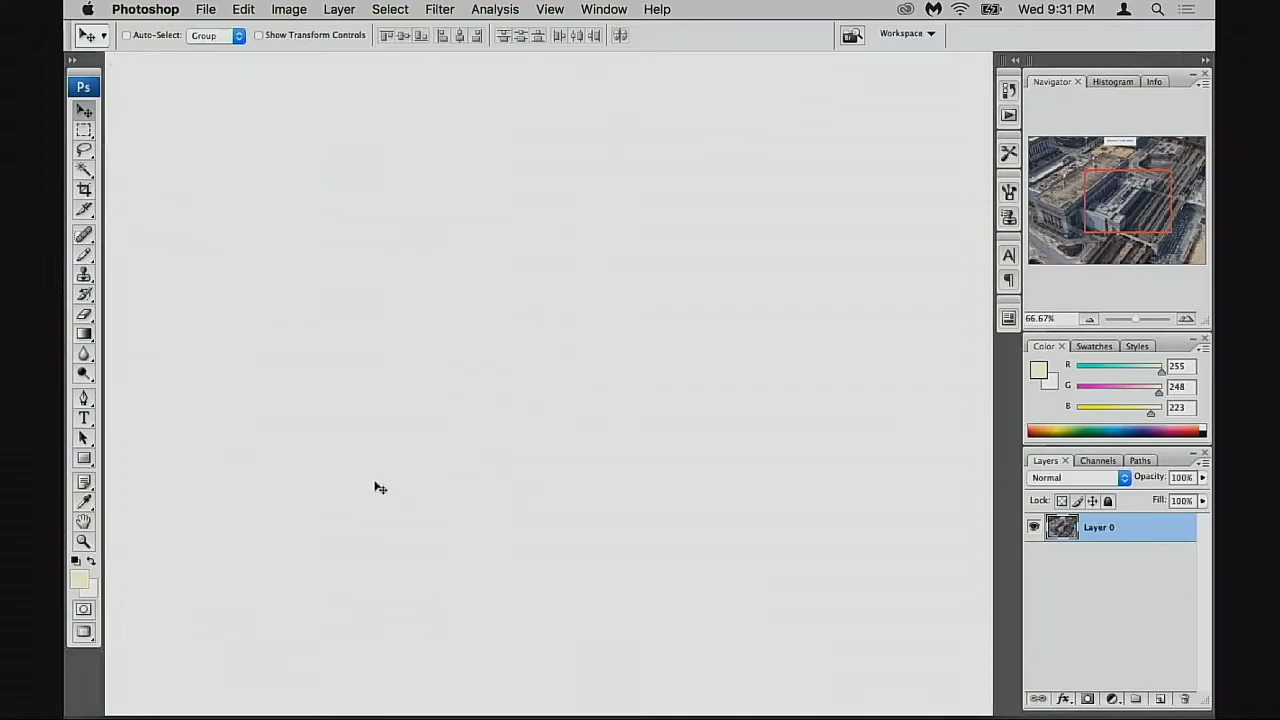 Photoshop File Edit Image Layer Select Filter Analysis View Window Help Wed 9:31 PM
Auto-Select: Group Show Transform Controls Workspace
Ps
Navigator Histogram Info
66.67%
Color Swatches Styles
R 255
G 248
B 223
Layers Channels Paths
Normal Opacity: 100%
Lock: Fill: 100%
Layer 0